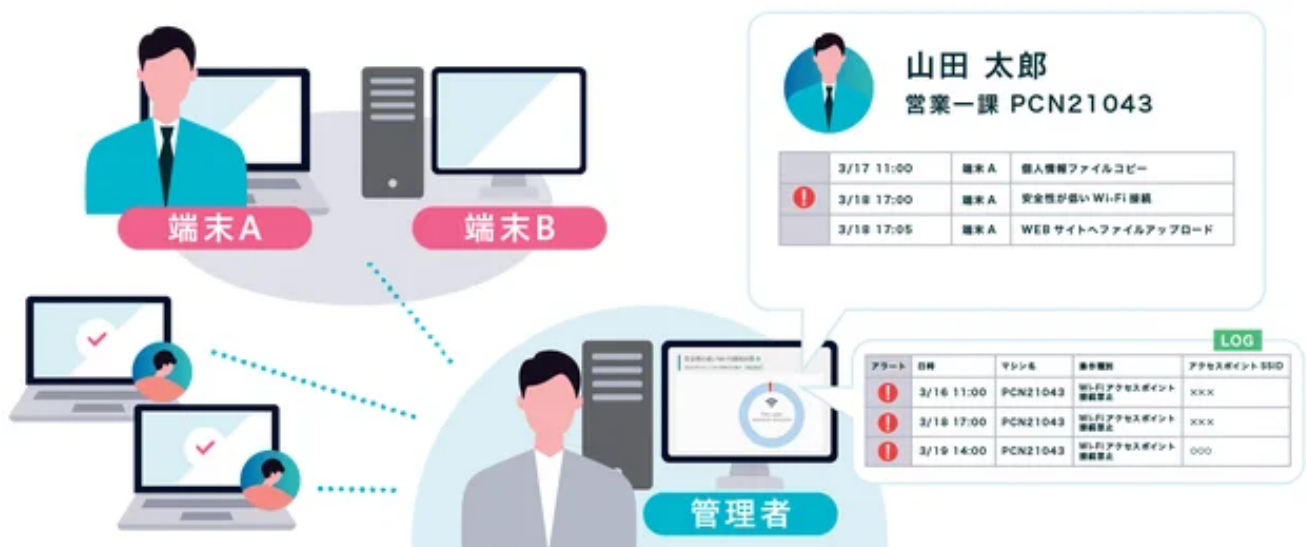 山田 太郎
営業一課 PCN21043
3/17 11:00 端末A 個人情報ファイルコピー
3/18 17:00 端末A 安全性が低いWi-Fi接続
3/18 17:05 端末A WEBサイトへファイルアップロード
端末A
端末B
LOG
アラート 日時 マシン名 操作種別 アクセスポイントSSID
3/16 11:00 PCN21043 Wi-Fiアクセスポイント 接続禁止 ×××
3/18 17:00 PCN21043 Wi-Fiアクセスポイント 接続禁止 ×××
3/19 14:00 PCN21043 Wi-Fiアクセスポイント 接続禁止 ○○○
管理者